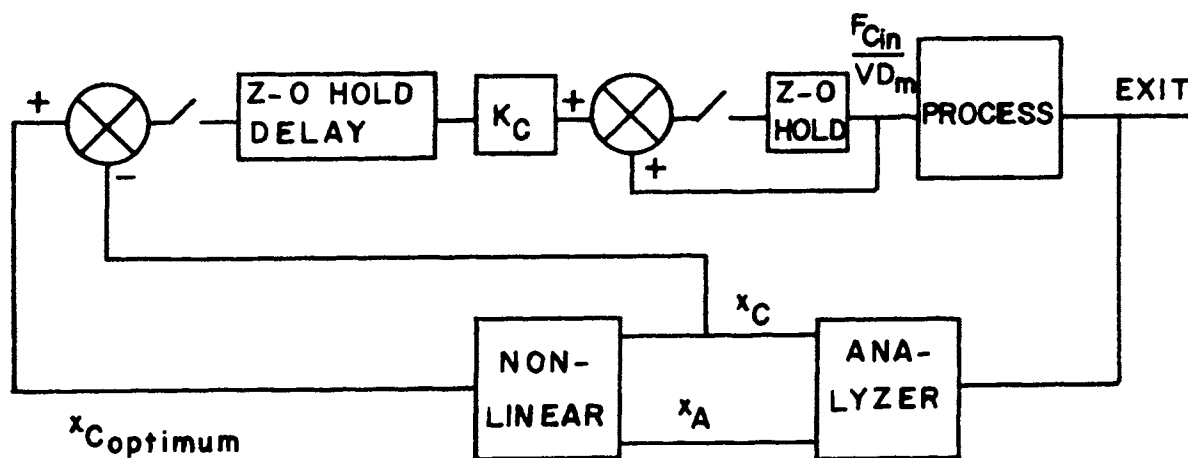 +
−
Z-O HOLD
DELAY
K_C
+
+
Z-O
HOLD
F_Cin
VD_m
PROCESS
EXIT
NON-
LINEAR
x_C
x_A
ANA-
LYZER
x_C optimum